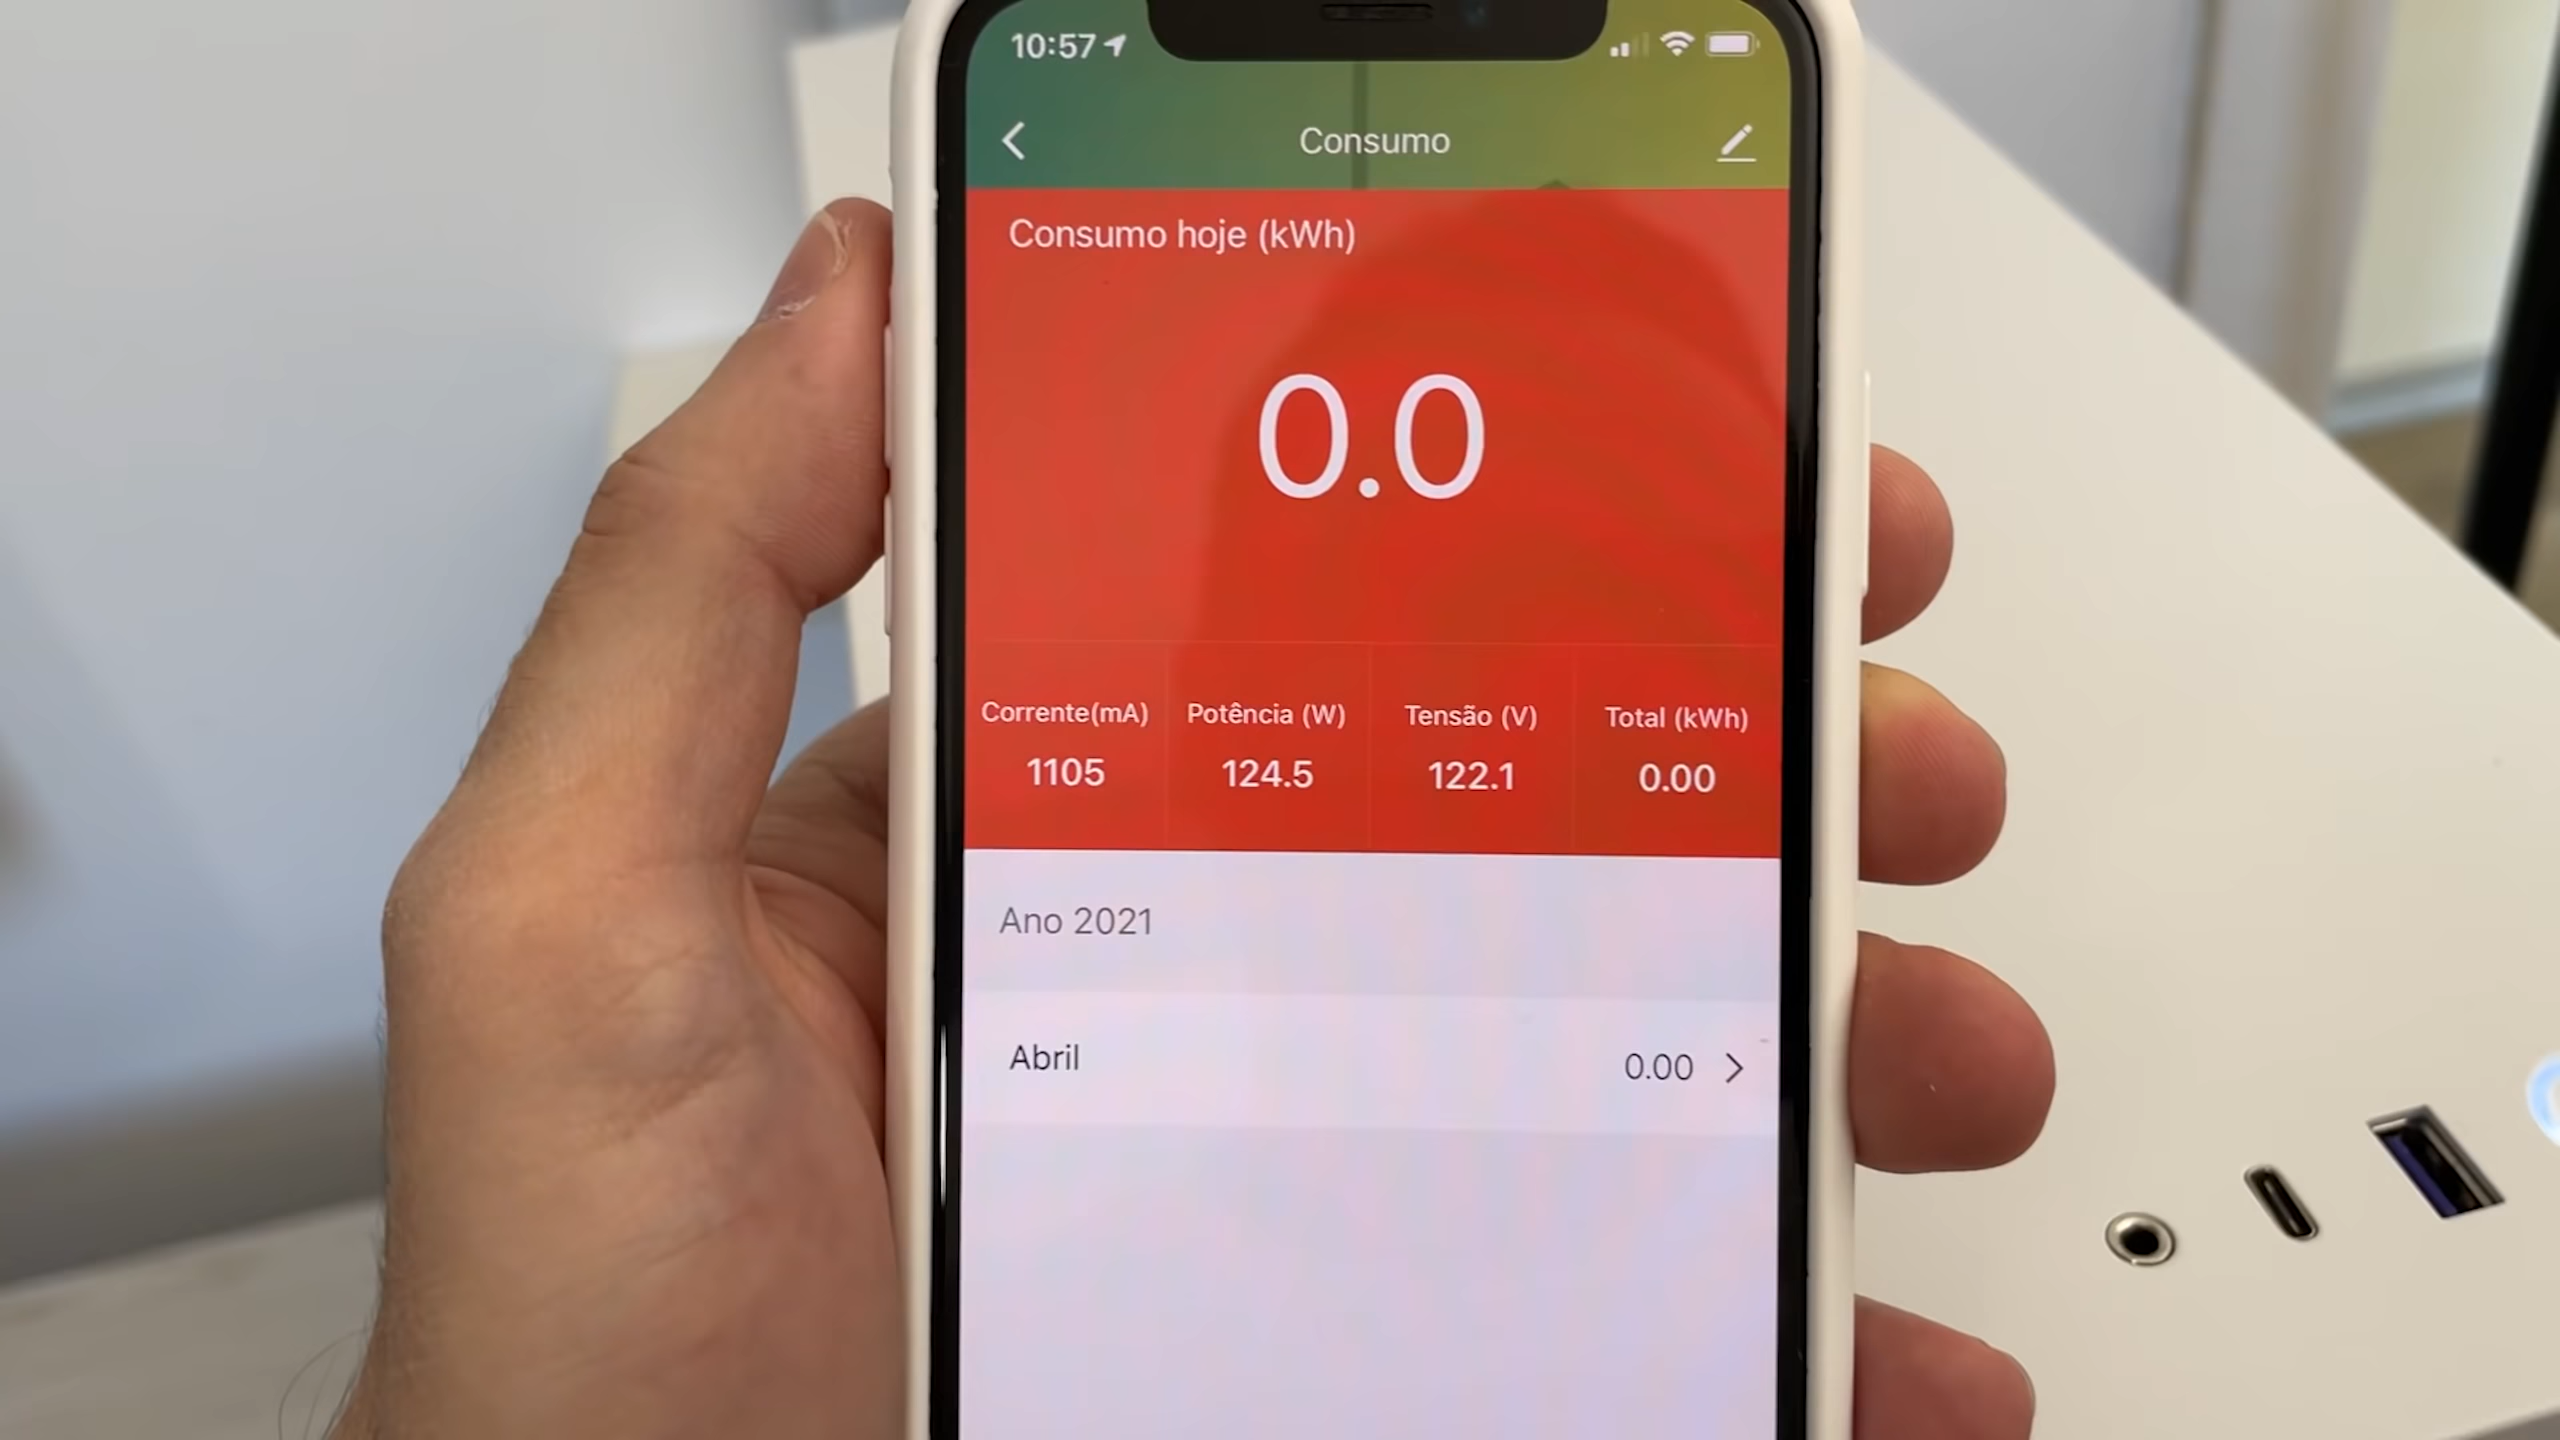 10:57
Consumo
Consumo hoje (kWh)
0.0
Corrente(mA) Potência (W) Tensão (V) Total (kWh)
1105 124.5 122.1 0.00
Ano 2021
Abril 0.00